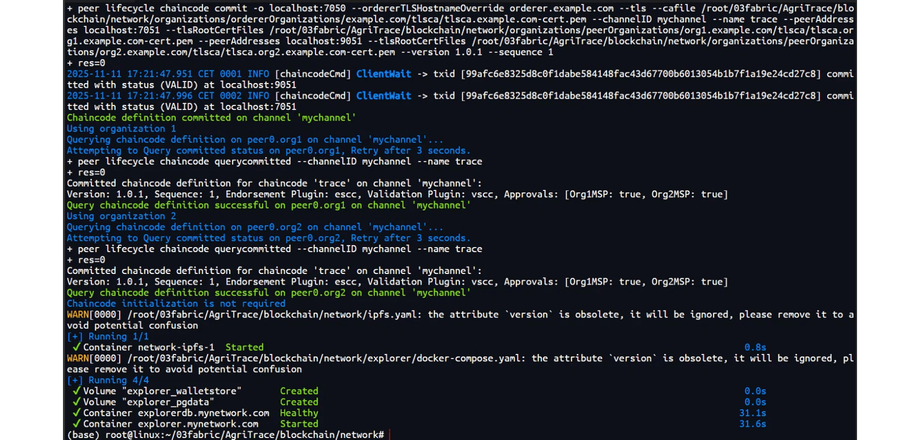 + peer lifecycle chaincode commit -o localhost:7050 --ordererTLSHostnameOverride orderer.example.com --tls --cafile /root/03fabric/AgriTrace/blo
ckchain/network/organizations/ordererOrganizations/example.com/tlsca/tlsca.example.com-cert.pem --channelID mychannel --name trace --peerAddress
es localhost:7051 --tlsRootCertFiles /root/03fabric/AgriTrace/blockchain/network/organizations/peerOrganizations/org1.example.com/tlsca/tlsca.or
g1.example.com-cert.pem --peerAddresses localhost:9051 --tlsRootCertFiles /root/03fabric/AgriTrace/blockchain/network/organizations/peerOrganiza
tions/org2.example.com/tlsca/tlsca.org2.example.com-cert.pem --version 1.0.1 --sequence 1
+ res=0
2025-11-11 17:21:47.951 CET 0001 INFO [chaincodeCmd] ClientWait -> txid [99afc6e8325d8c0f1dabe584148fac43d67700b6013054b1b7f1a19e24cd27c8] commi
tted with status (VALID) at localhost:9051
2025-11-11 17:21:47.996 CET 0002 INFO [chaincodeCmd] ClientWait -> txid [99afc6e8325d8c0f1dabe584148fac43d67700b6013054b1b7f1a19e24cd27c8] commi
tted with status (VALID) at localhost:7051
Chaincode definition committed on channel 'mychannel'
Using organization 1
Querying chaincode definition on peer0.org1 on channel 'mychannel'...
Attempting to Query committed status on peer0.org1, Retry after 3 seconds.
+ peer lifecycle chaincode querycommitted --channelID mychannel --name trace
+ res=0
Committed chaincode definition for chaincode 'trace' on channel 'mychannel':
Version: 1.0.1, Sequence: 1, Endorsement Plugin: escc, Validation Plugin: vscc, Approvals: [Org1MSP: true, Org2MSP: true]
Query chaincode definition successful on peer0.org1 on channel 'mychannel'
Using organization 2
Querying chaincode definition on peer0.org2 on channel 'mychannel'...
Attempting to Query committed status on peer0.org2, Retry after 3 seconds.
+ peer lifecycle chaincode querycommitted --channelID mychannel --name trace
+ res=0
Committed chaincode definition for chaincode 'trace' on channel 'mychannel':
Version: 1.0.1, Sequence: 1, Endorsement Plugin: escc, Validation Plugin: vscc, Approvals: [Org1MSP: true, Org2MSP: true]
Query chaincode definition successful on peer0.org2 on channel 'mychannel'
Chaincode initialization is not required
WARN[0000] /root/03fabric/AgriTrace/blockchain/network/ipfs.yaml: the attribute `version` is obsolete, it will be ignored, please remove it to a
void potential confusion
[+] Running 1/1
✓Container network-ipfs-1 Started 0.8s
WARN[0000] /root/03fabric/AgriTrace/blockchain/network/explorer/docker-compose.yaml: the attribute `version` is obsolete, it will be ignored, pl
ease remove it to avoid potential confusion
[+] Running 4/4
✓Volume "explorer_walletstore" Created 0.0s
✓Volume "explorer_pgdata" Created 0.0s
✓Container explorerdb.mynetwork.com Healthy 31.1s
✓Container explorer.mynetwork.com Started 31.6s
(base) root@linux:~/03fabric/AgriTrace/blockchain/network#